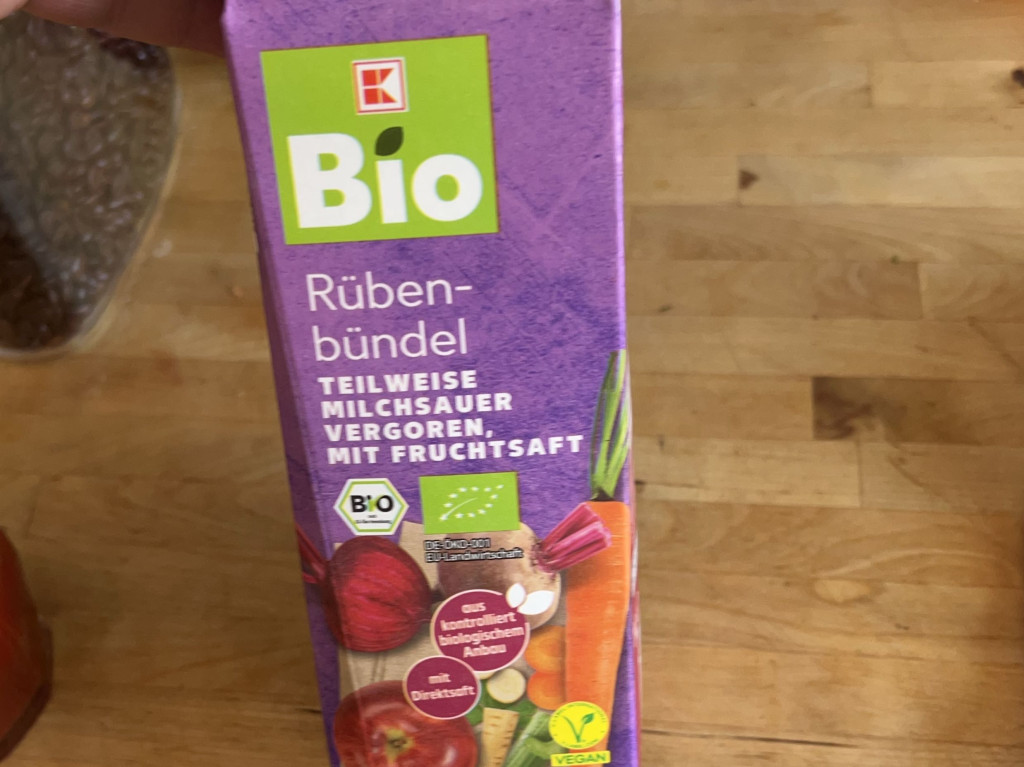 K
Bio
Rüben-
bündel
TEILWEISE
MILCHSAUER
VERGOREN,
MIT FRUCHTSAFT
BIO
DE-ÖKO-001
EU-Landwirtschaft
aus
kontrolliert
biologischem
Anbau
mit
Direktsaft
VEGAN